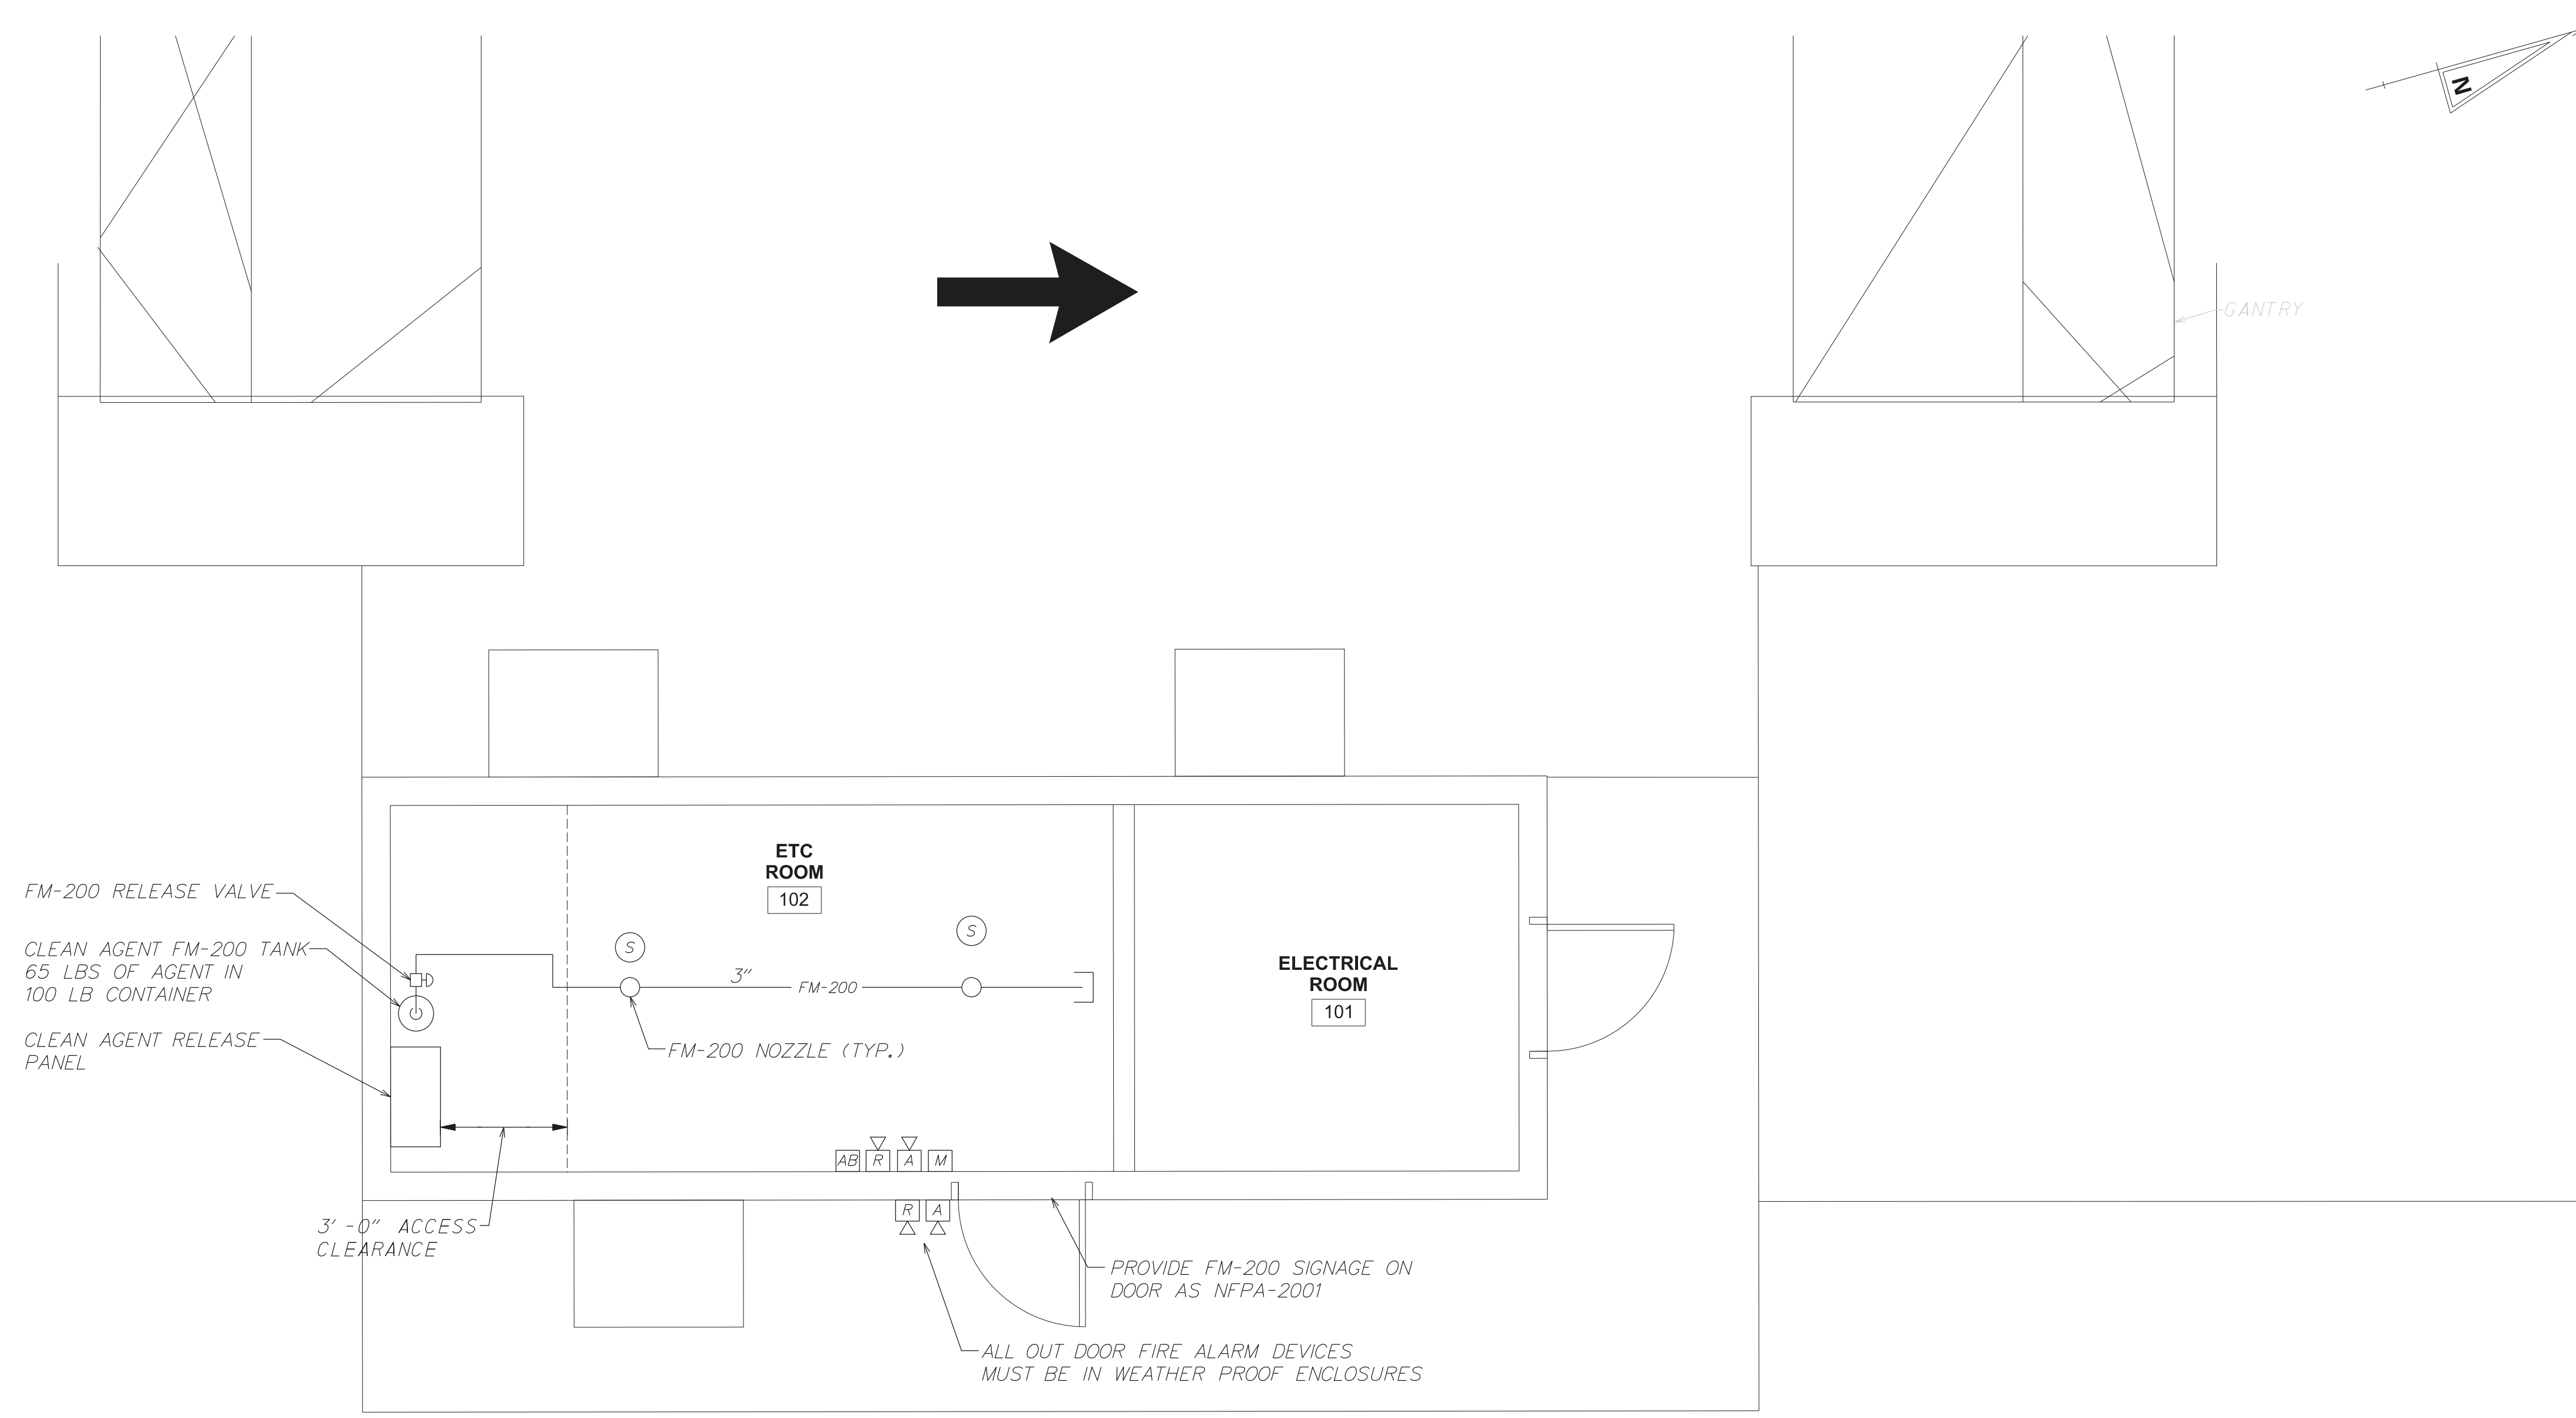 N
GANTRY
ETC
ROOM
102
FM-200 RELEASE VALVE
CLEAN AGENT FM-200 TANK
65 LBS OF AGENT IN
100 LB CONTAINER
CLEAN AGENT RELEASE
PANEL
S
S
3"
FM-200
FM-200 NOZZLE (TYP.)
ELECTRICAL
ROOM
101
AB R A M
R A
3'-0" ACCESS
CLEARANCE
PROVIDE FM-200 SIGNAGE ON
DOOR AS NFPA-2001
ALL OUT DOOR FIRE ALARM DEVICES
MUST BE IN WEATHER PROOF ENCLOSURES